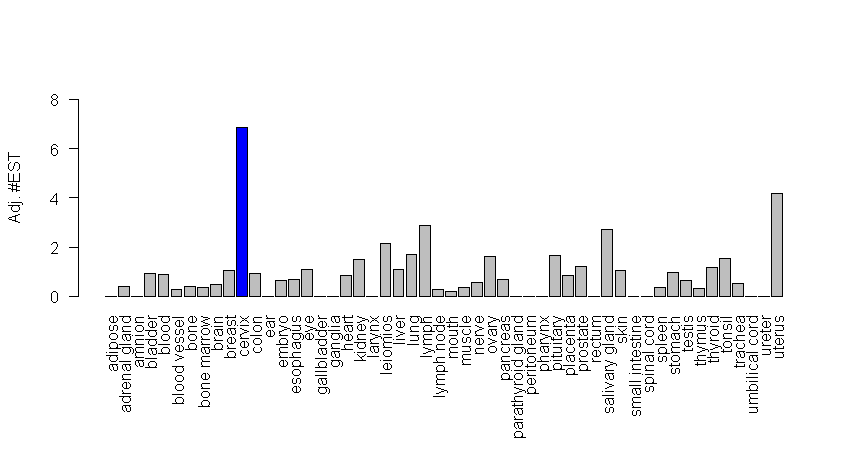 8
6
4
2
0
Adj. #EST
adipose
adrenal gland
amnion
bladder
blood
blood vessel
bone
bone marrow
brain
breast
cervix
colon
ear
embryo
esophagus
eye
gallbladder
ganglia
heart
kidney
larynx
leiomios
liver
lung
lymph
lymph node
mouth
muscle
nerve
ovary
pancreas
parathyroid gland
peritoneum
pharynx
pituitary
placenta
prostate
rectum
salivary gland
skin
small intestine
spinal cord
spleen
stomach
testis
thymus
thyroid
tonsil
trachea
umbilical cord
ureter
uterus